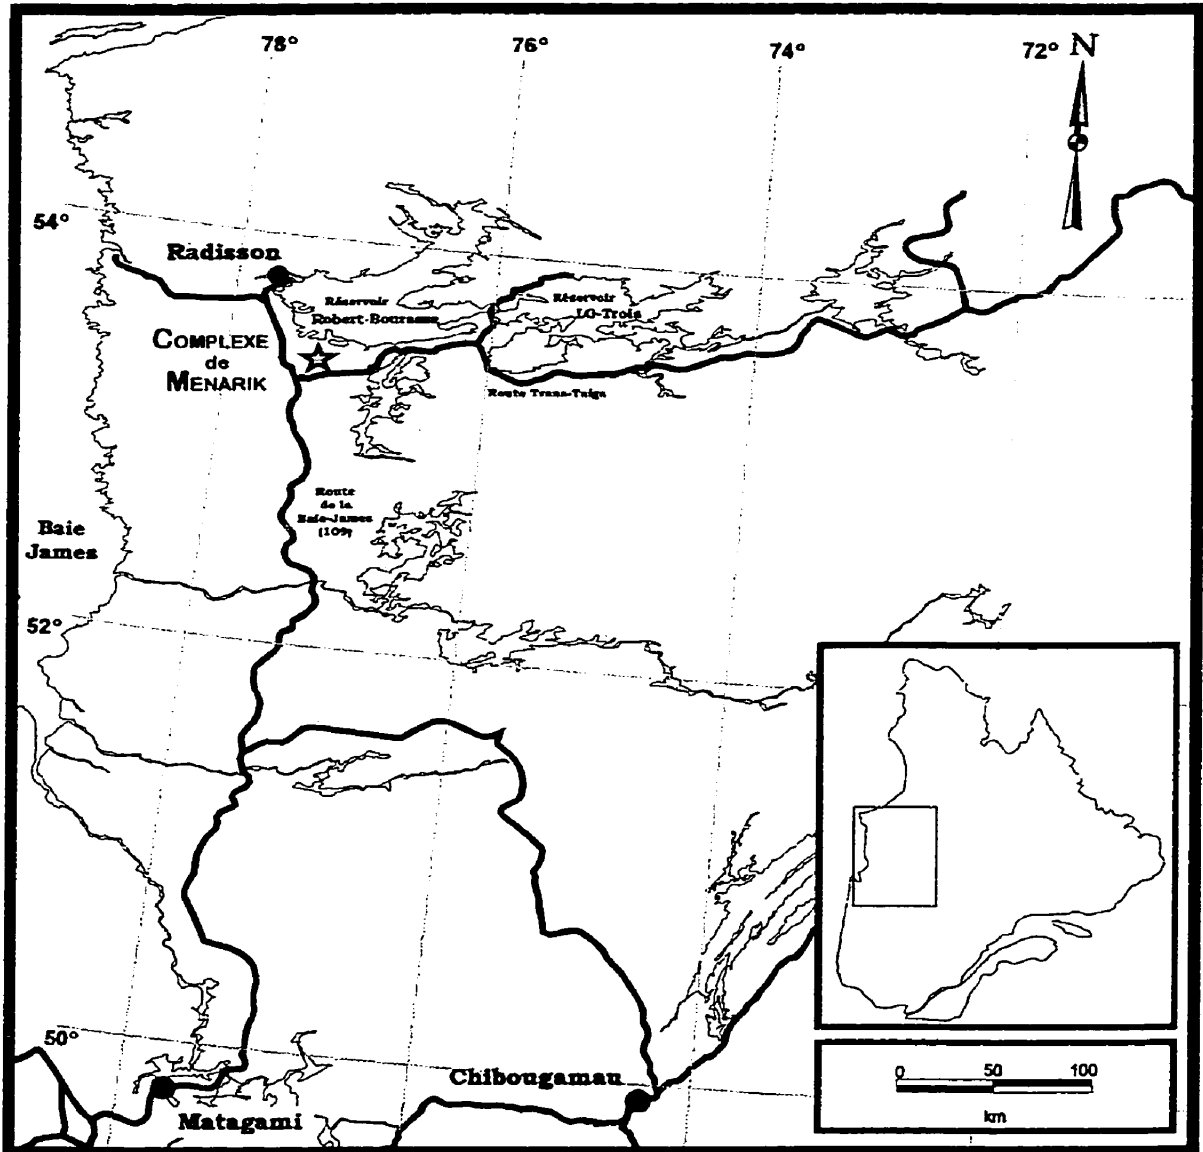 78°
76°
74°
72°
N
54°
Radisson
Réservoir
Robert-Bourassa
Réservoir
LG-Trois
COMPLEXE
de
MENARIK
Route Trans-Taïga
Route
de la
Baie-James
(109)
Baie
James
52°
50°
Chibougamau
Matagami
0 50 100
km